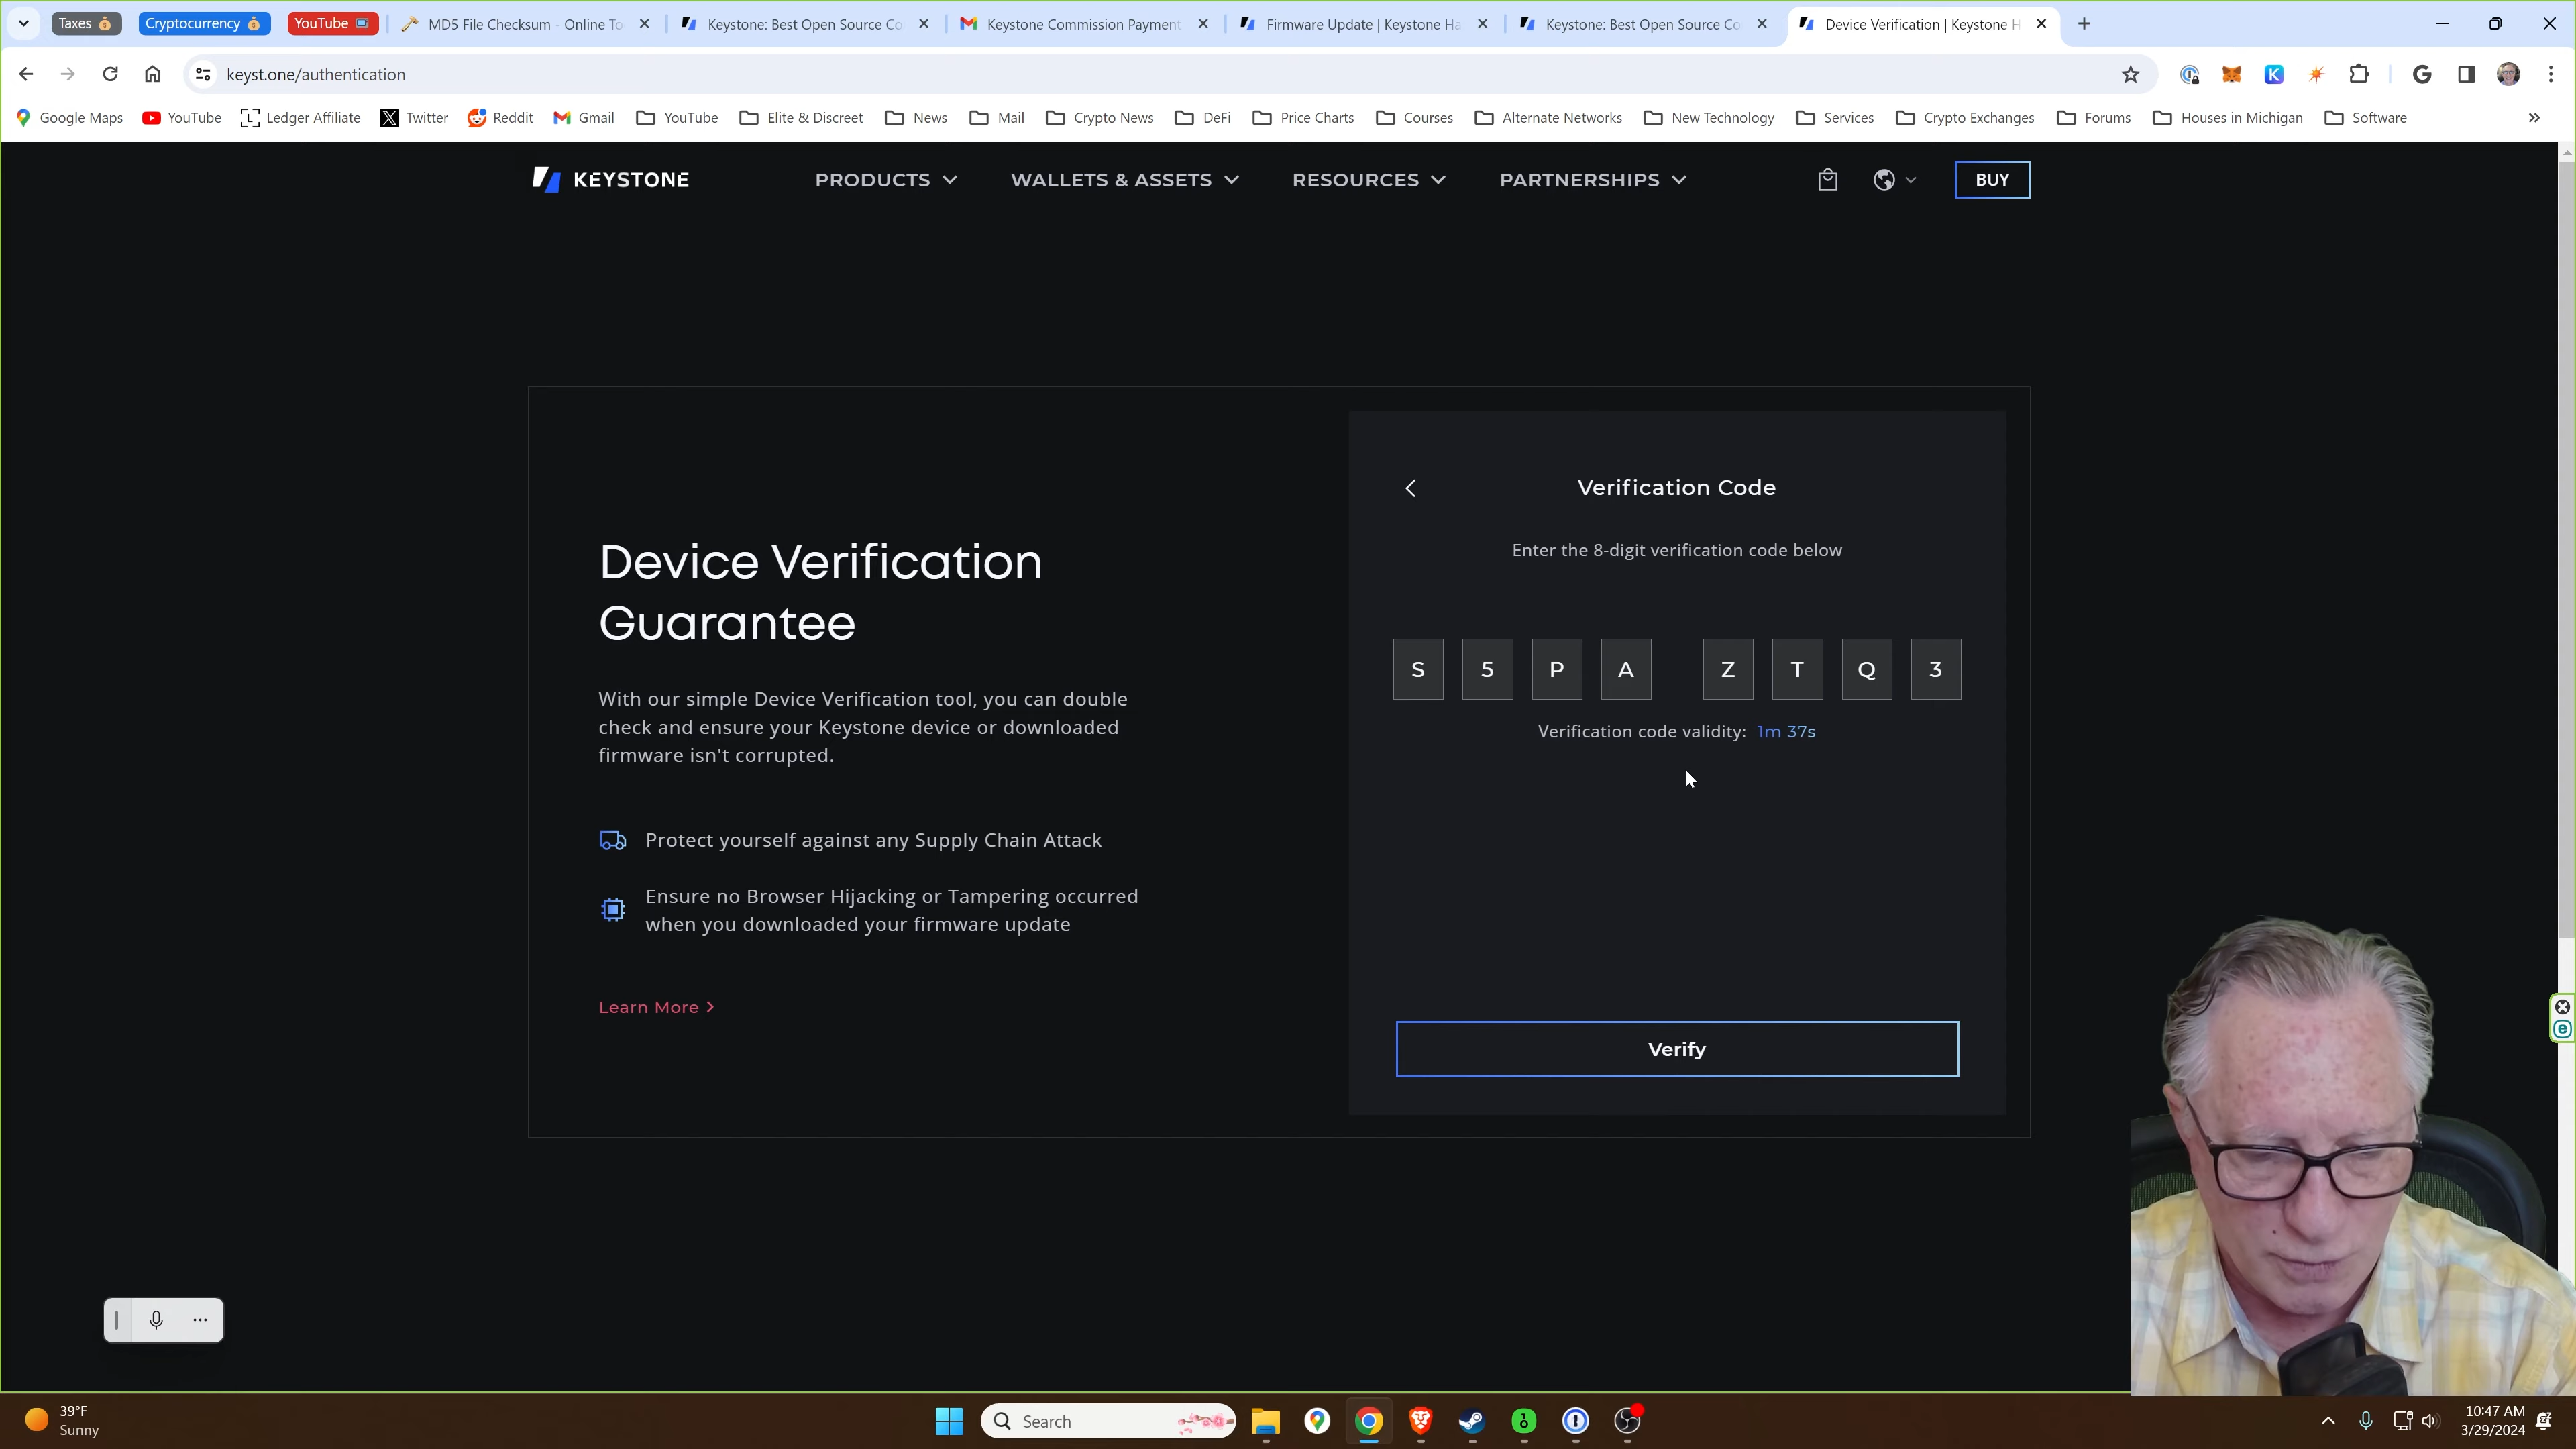 Taxes Cryptocurrency YouTube MD5 File Checksum - Online To Keystone: Best Open Source Co Keystone Commission Payment Firmware Update | Keystone Ha Keystone: Best Open Source Co Device Verification | Keystone H
keyst.one/authentication
Google Maps YouTube Ledger Affiliate Twitter Reddit Gmail YouTube Elite & Discreet News Mail Crypto News DeFi Price Charts Courses Alternate Networks New Technology Services Crypto Exchanges Forums Houses in Michigan Software
KEYSTONE PRODUCTS WALLETS & ASSETS RESOURCES PARTNERSHIPS BUY
Device Verification
Guarantee
With our simple Device Verification tool, you can double
check and ensure your Keystone device or downloaded
firmware isn't corrupted.
Protect yourself against any Supply Chain Attack
Ensure no Browser Hijacking or Tampering occurred
when you downloaded your firmware update
Learn More
Verification Code
Enter the 8-digit verification code below
S 5 P A Z T Q 3
Verification code validity: 1m 37s
Verify
39°F
Sunny
Search
10:47 AM
3/29/2024